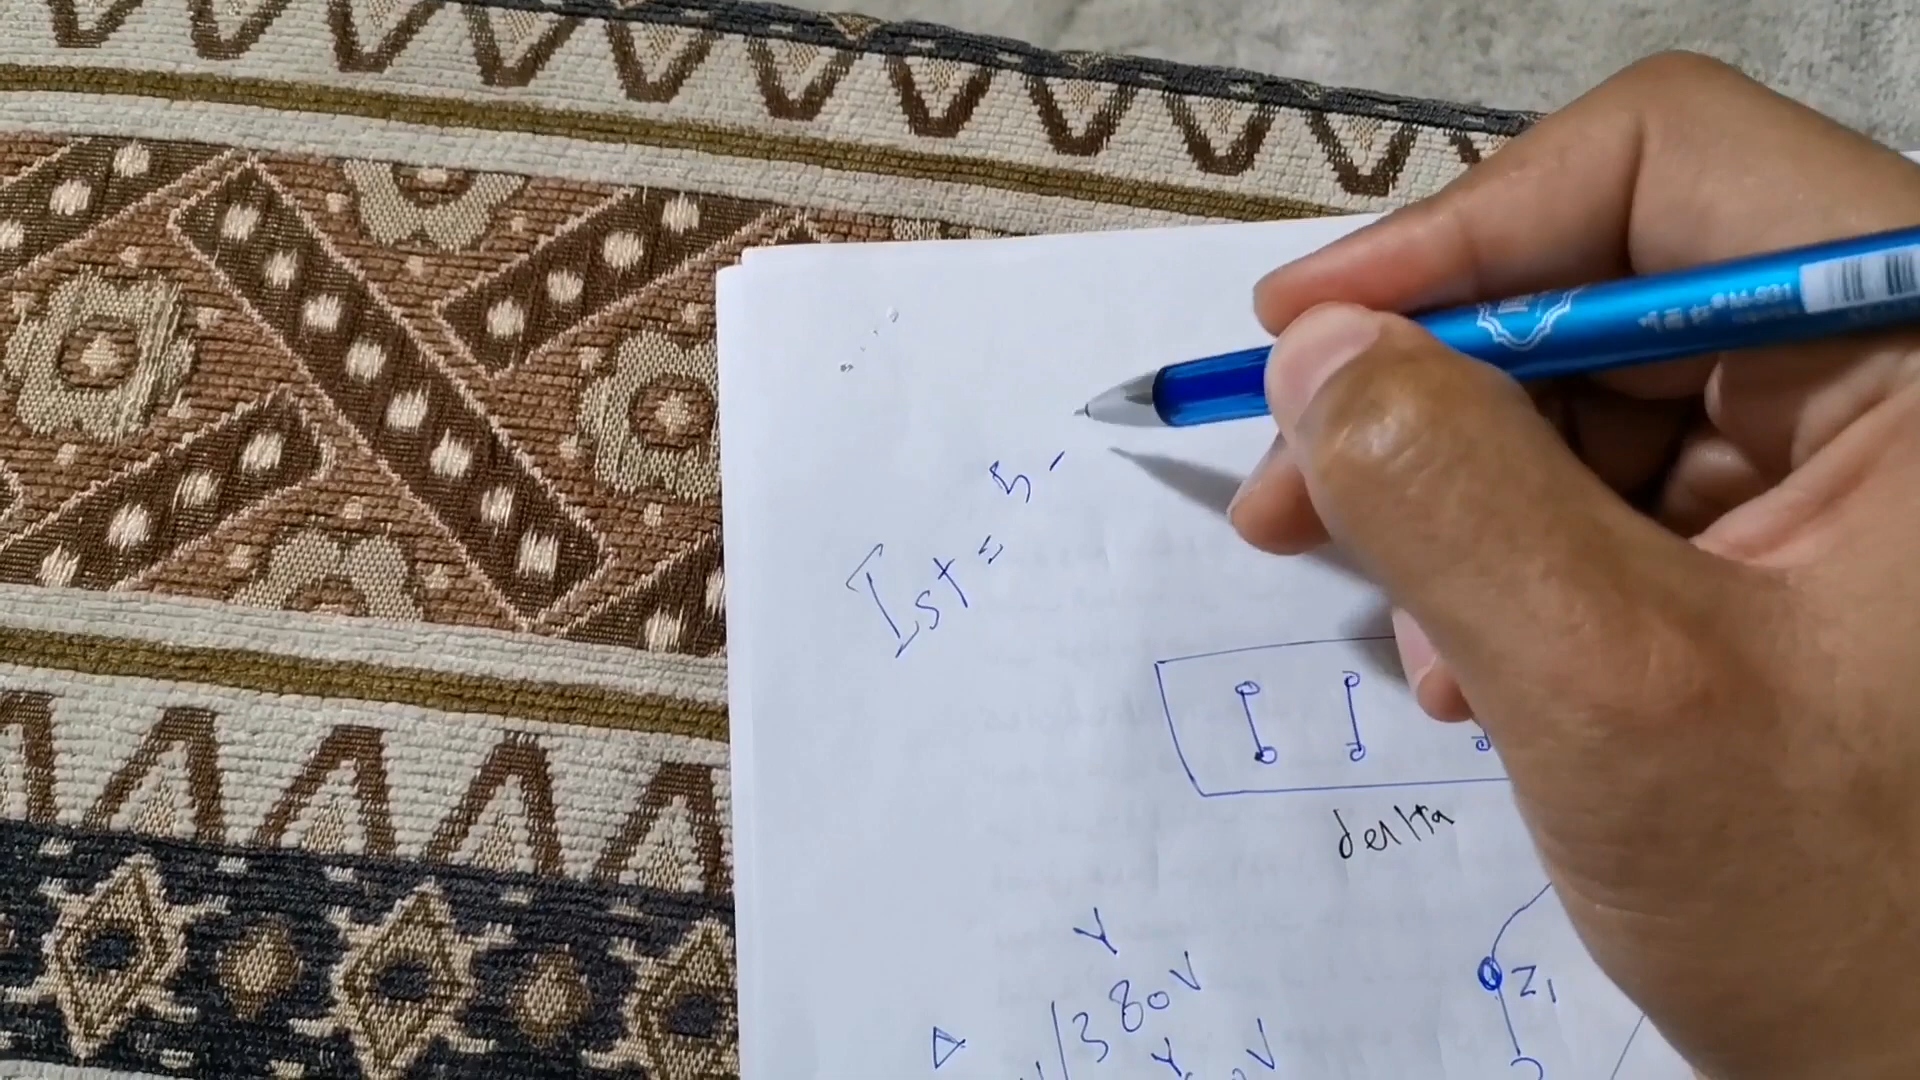 Ist = 5 -
delta
Y
380V
Δ
Y
V
Z1